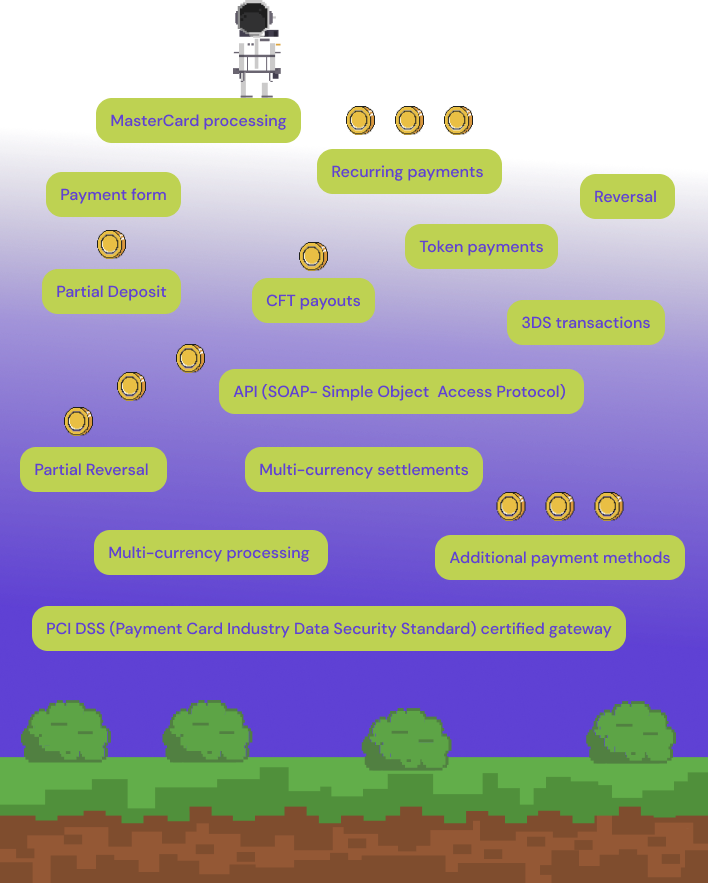 MasterCard processing
Recurring payments
Payment form
Reversal
Token payments
Partial Deposit
CFT payouts
3DS transactions
API (SOAP- Simple Object  Access Protocol)
Partial Reversal
Multi-currency settlements
Multi-currency processing
Additional payment methods
PCI DSS (Payment Card Industry Data Security Standard) certified gateway